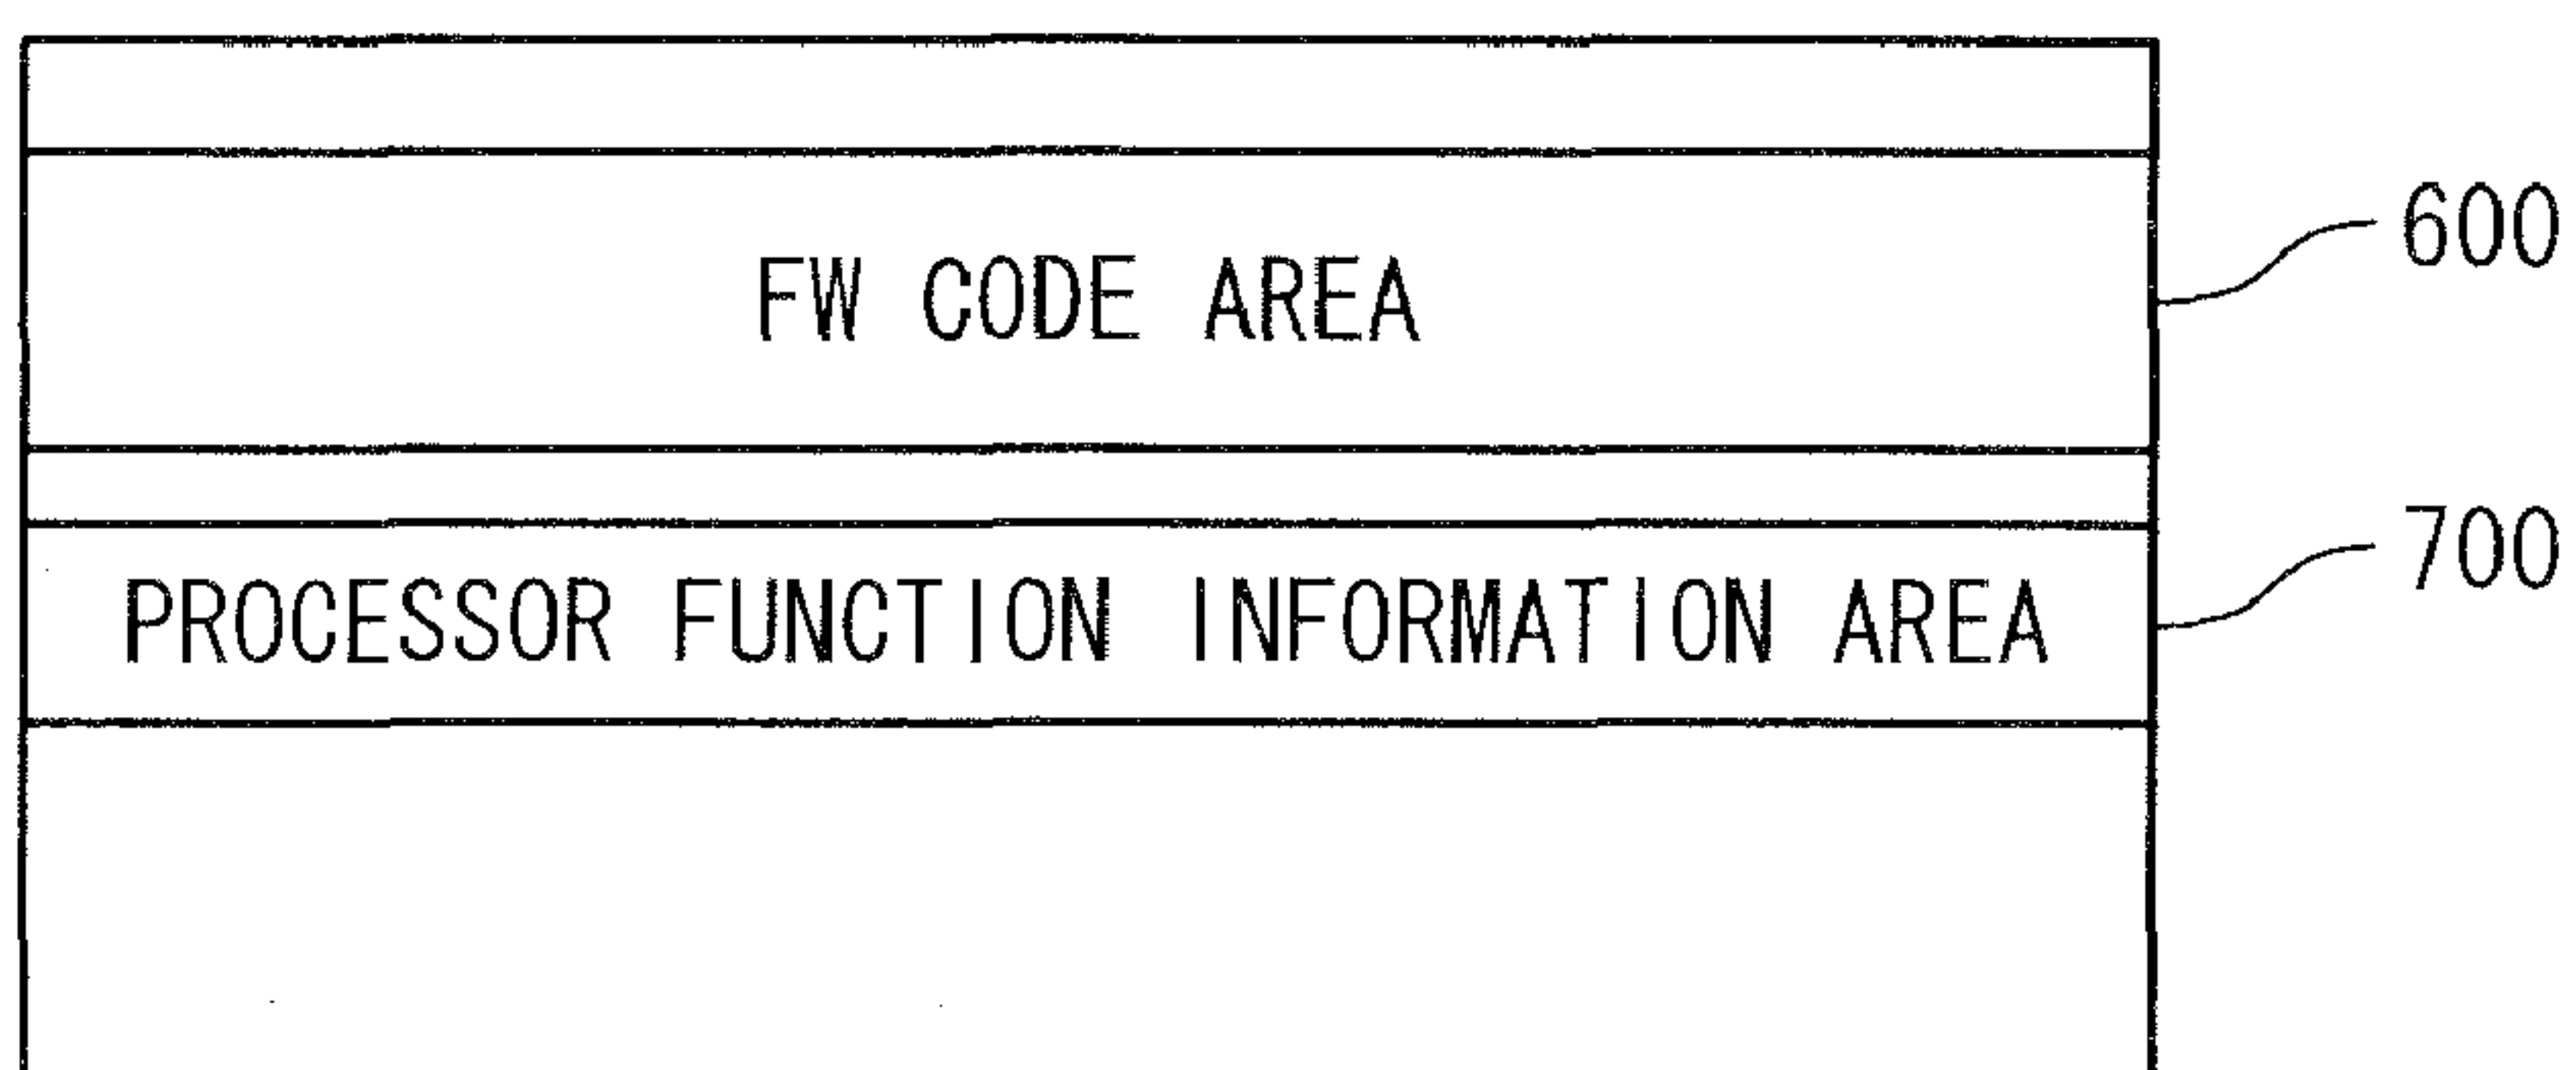 600
FW CODE AREA
700
PROCESSOR FUNCTION INFORMATION AREA